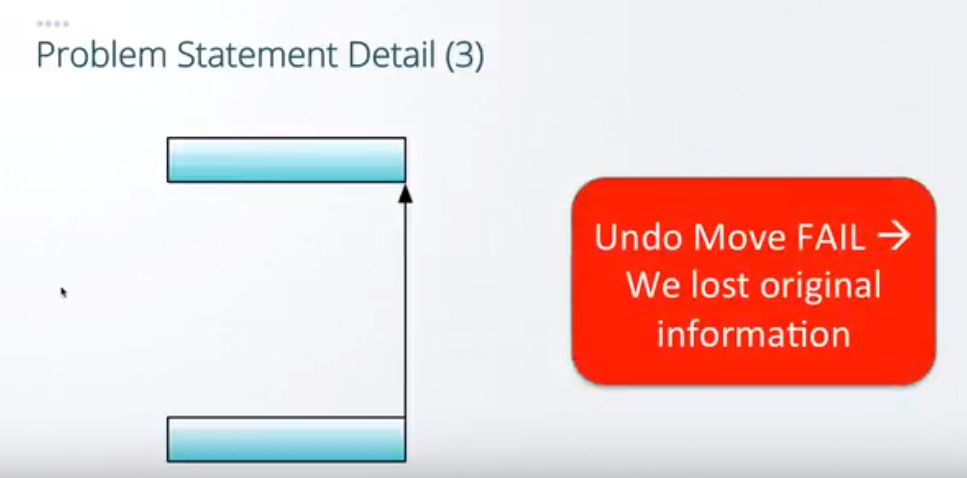 Problem Statement Detail (3)
Undo Move FAIL →
We lost original
information